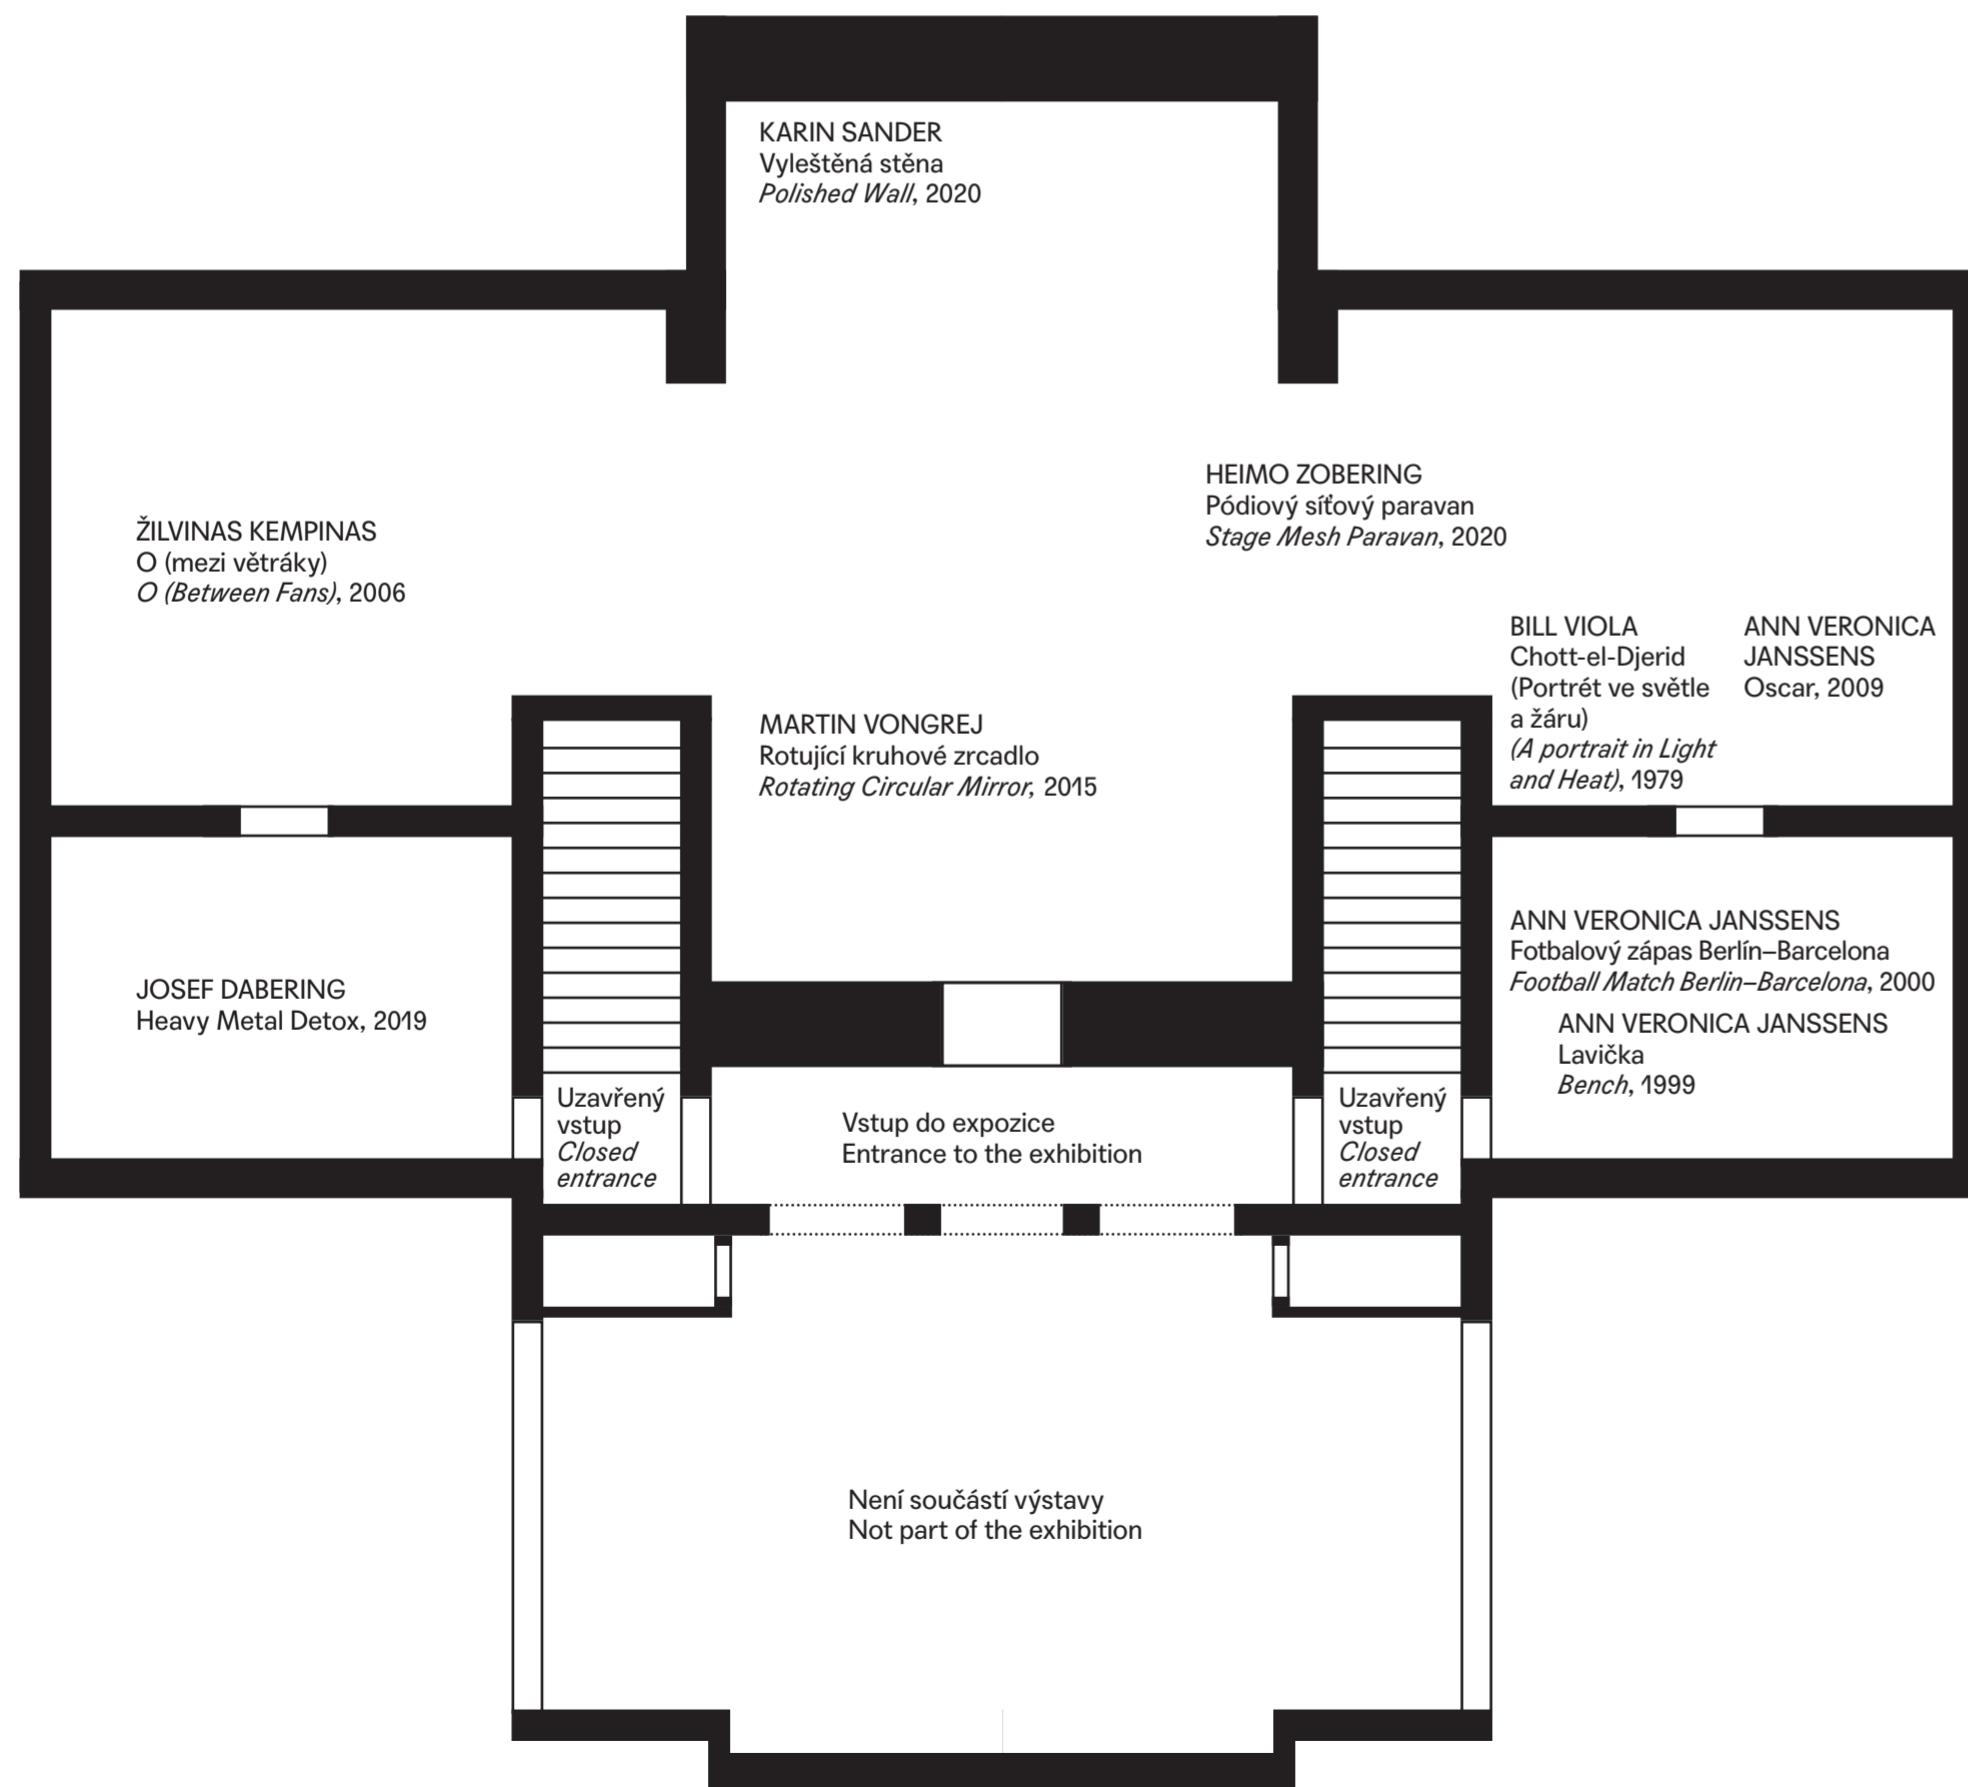 KARIN SANDER
Vyleštěná stěna
Polished Wall, 2020
HEIMO ZOBERING
Pódiový síťový paravan
Stage Mesh Paravan, 2020
ŽILVINAS KEMPINAS
O (mezi větráky)
O (Between Fans), 2006
BILL VIOLA
Chott-el-Djerid
(Portrét ve světle
a žáru)
(A portrait in Light
and Heat), 1979
ANN VERONICA
JANSSENS
Oscar, 2009
MARTIN VONGREJ
Rotující kruhové zrcadlo
Rotating Circular Mirror, 2015
ANN VERONICA JANSSENS
Fotbalový zápas Berlín–Barcelona
Football Match Berlin–Barcelona, 2000
ANN VERONICA JANSSENS
Lavička
Bench, 1999
JOSEF DABERING
Heavy Metal Detox, 2019
Uzavřený
vstup
Closed
entrance
Vstup do expozice
Entrance to the exhibition
Uzavřený
vstup
Closed
entrance
Není součástí výstavy
Not part of the exhibition